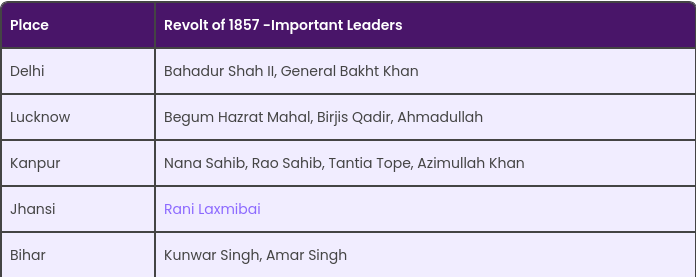 Place Revolt of 1857 -Important Leaders
Delhi Bahadur Shah II, General Bakht Khan
Lucknow Begum Hazrat Mahal, Birjis Qadir, Ahmadullah
Kanpur Nana Sahib, Rao Sahib, Tantia Tope, Azimullah Khan
Jhansi Rani Laxmibai
Bihar Kunwar Singh, Amar Singh